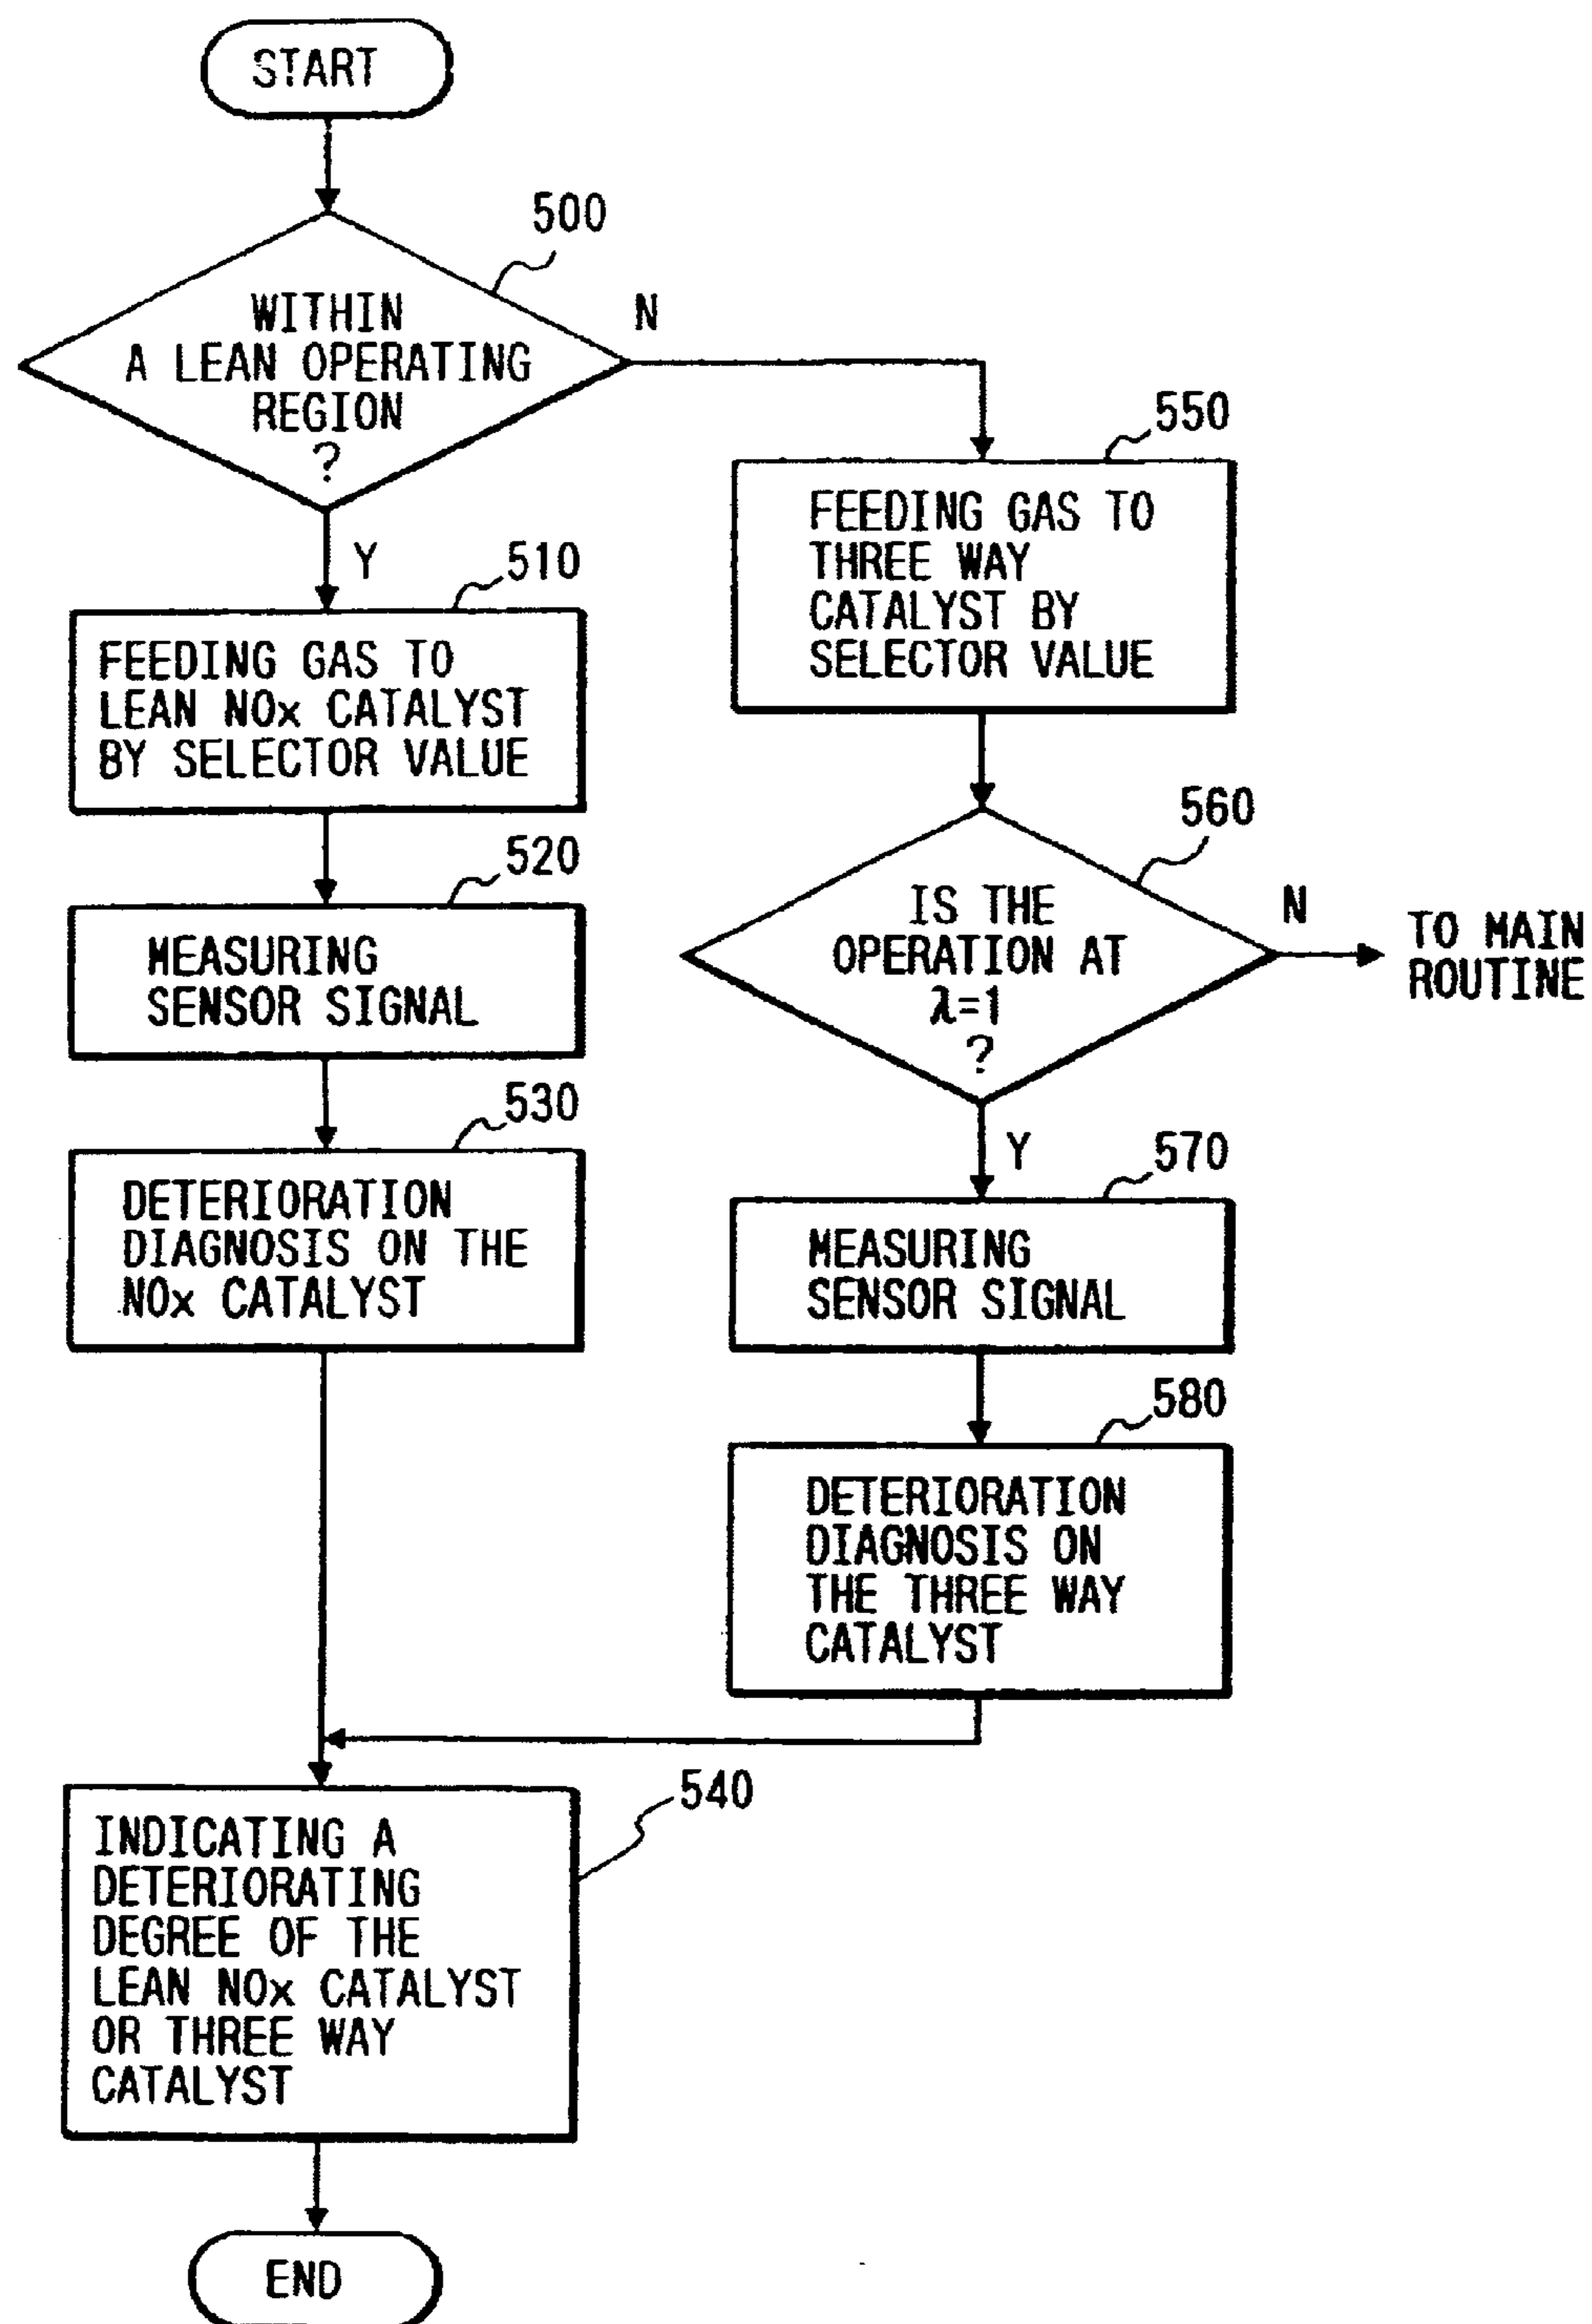 START
500
WITHIN
A LEAN OPERATING
REGION
?
N
Y
510
FEEDING GAS TO
LEAN NOx CATALYST
BY SELECTOR VALUE
520
MEASURING
SENSOR SIGNAL
530
DETERIORATION
DIAGNOSIS ON THE
NOx CATALYST
550
FEEDING GAS TO
THREE WAY
CATALYST BY
SELECTOR VALUE
560
IS THE
OPERATION AT
λ=1
?
N
TO MAIN
ROUTINE
Y
570
MEASURING
SENSOR SIGNAL
580
DETERIORATION
DIAGNOSIS ON
THE THREE WAY
CATALYST
540
INDICATING A
DETERIORATING
DEGREE OF THE
LEAN NOx CATALYST
OR THREE WAY
CATALYST
END